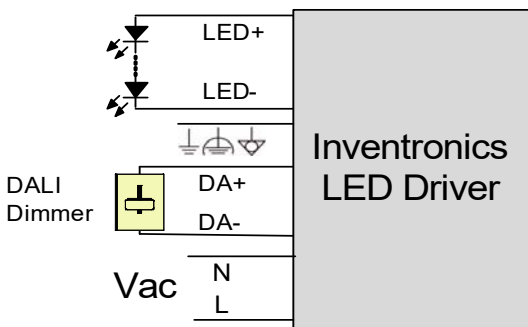 LED+
LED-
Inventronics
LED Driver
DALI
Dimmer
DA+
DA-
Vac
N
L